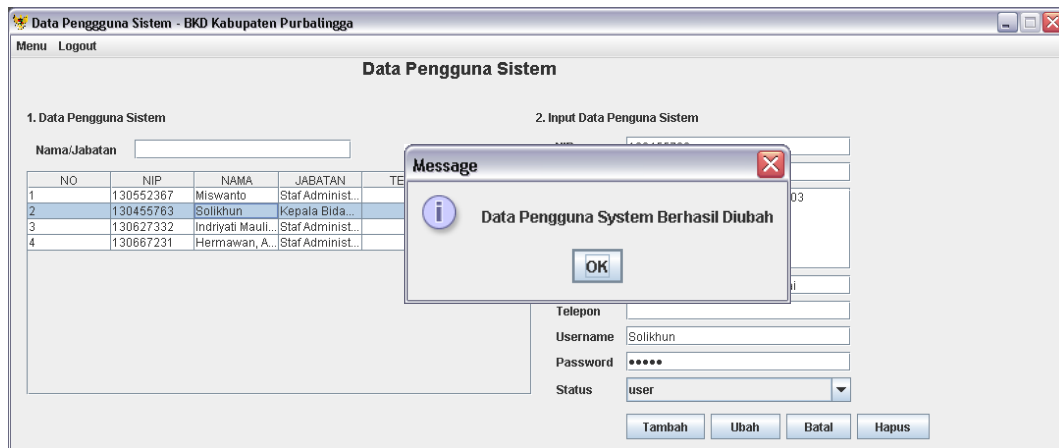 Data Penggguna Sistem - BKD Kabupaten Purbalingga
Menu Logout
Data Pengguna Sistem
1. Data Pengguna Sistem
2. Input Data Penguna Sistem
Nama/Jabatan
Message
Data Pengguna System Berhasil Diubah
OK
NO NIP NAMA JABATAN TE
1 130552367 Miswanto Staf Administ...
2 130455763 Solikhun Kepala Bida...
3 130627332 Indriyati Mauli... Staf Administ...
4 130667231 Hermawan, A... Staf Administ...
03
Telepon
Username Solikhun
Password •••••
Status user
Tambah Ubah Batal Hapus